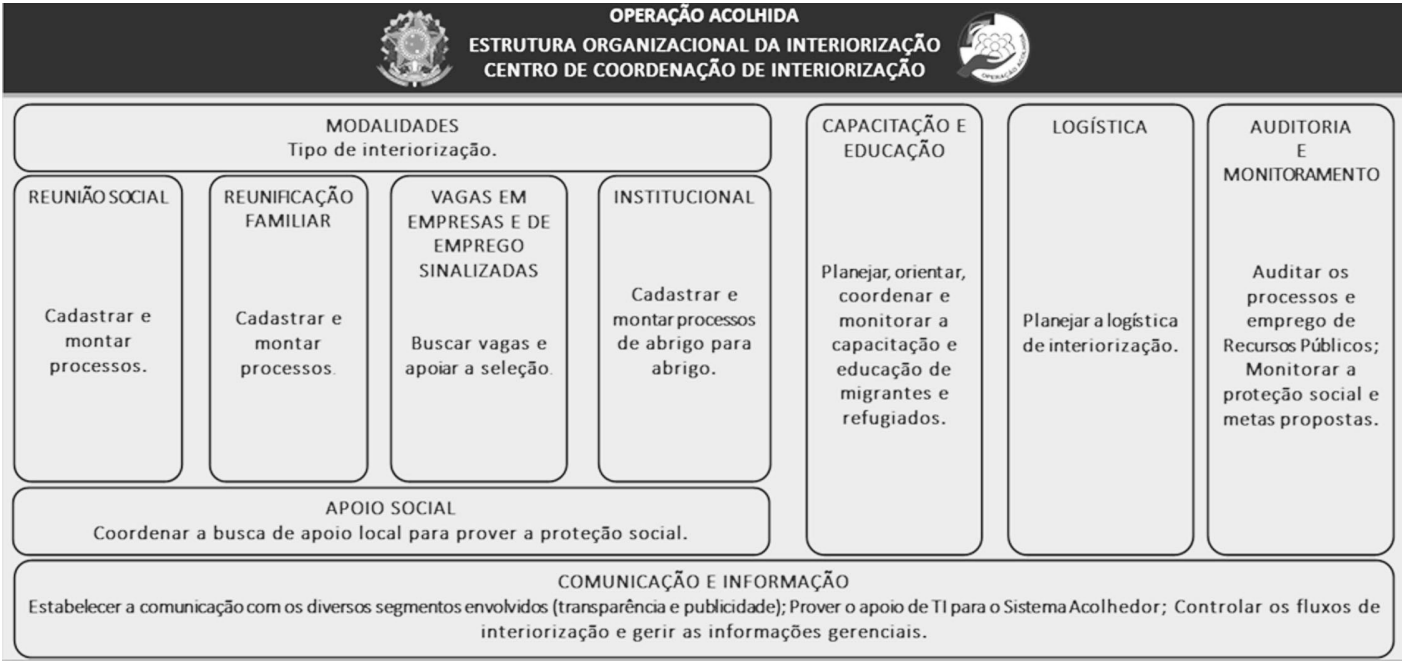 OPERAÇÃO ACOLHIDA
ESTRUTURA ORGANIZACIONAL DA INTERIORIZAÇÃO
CENTRO DE COORDENAÇÃO DE INTERIORIZAÇÃO
OPERAÇÃO ACOLHIDA
MODALIDADES
Tipo de interiorização.
REUNIÃO SOCIAL
Cadastrar e
montar
processos.
REUNIFICAÇÃO
FAMILIAR
Cadastrar e
montar
processos.
VAGAS EM
EMPRESAS E DE
EMPREGO
SINALIZADAS
Buscar vagas e
apoiar a seleção.
INSTITUCIONAL
Cadastrar e
montar processos
de abrigo para
abrigo.
APOIO SOCIAL
Coordenar a busca de apoio local para prover a proteção social.
CAPACITAÇÃO E
EDUCAÇÃO
Planejar, orientar,
coordenar e
monitorar a
capacitação e
educação de
migrantes e
refugiados.
LOGÍSTICA
Planejar a logística
de interiorização.
AUDITORIA
E
MONITORAMENTO
Auditar os
processos e
emprego de
Recursos Públicos;
Monitorar a
proteção social e
metas propostas.
COMUNICAÇÃO E INFORMAÇÃO
Estabelecer a comunicação com os diversos segmentos envolvidos (transparência e publicidade); Prover o apoio de TI para o Sistema Acolhedor; Controlar os fluxos de
interiorização e gerir as informações gerenciais.